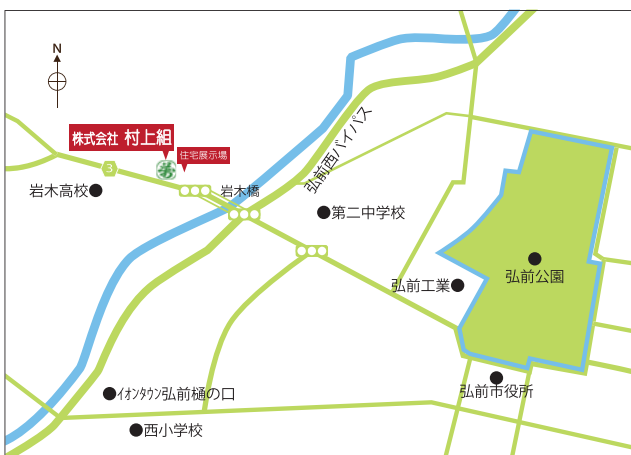 N
株式会社 村上組
住宅展示場
3
岩木高校
岩木橋
弘前西バイパス
第二中学校
弘前公園
弘前工業
弘前市役所
ｲｵﾝﾀｳﾝ弘前樋の口
西小学校